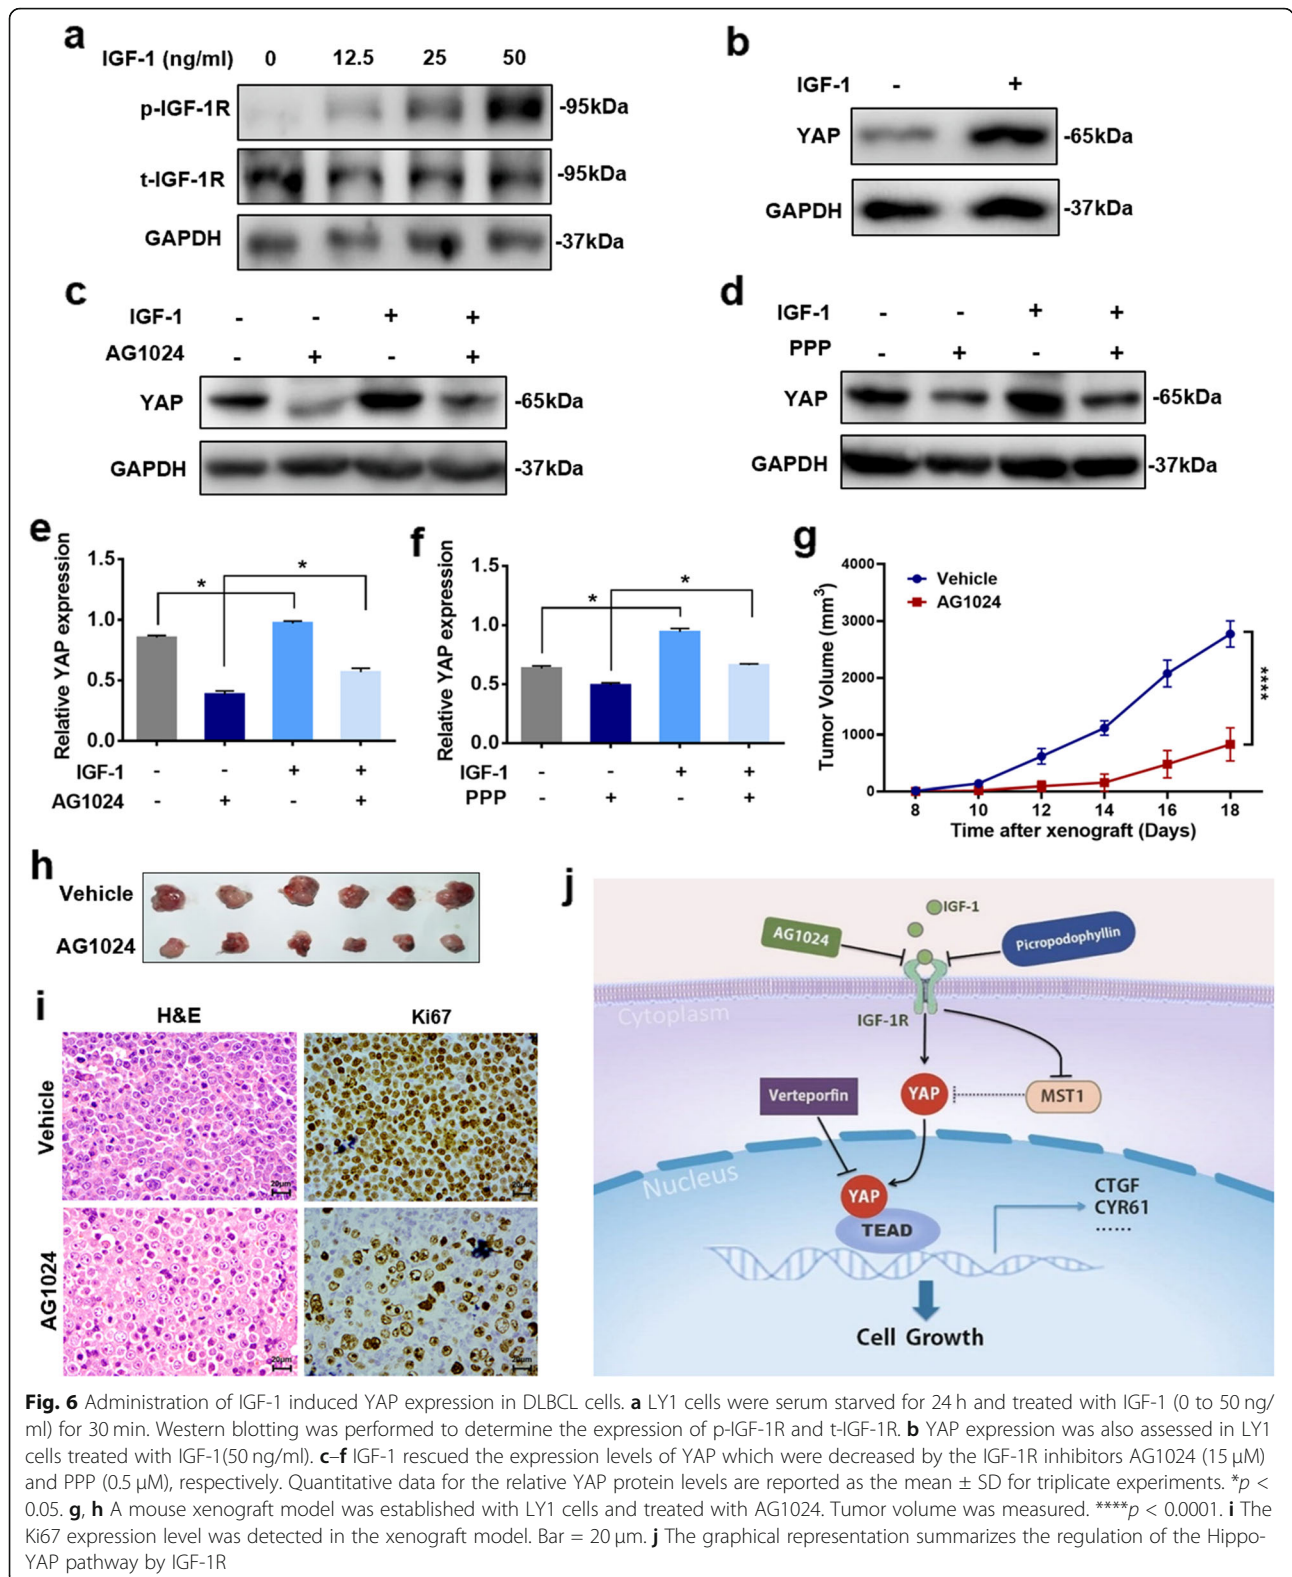 a
IGF-1 (ng/ml) 0 12.5 25 50
p-IGF-1R -95kDa
t-IGF-1R -95kDa
GAPDH -37kDa
b
IGF-1 - +
YAP -65kDa
GAPDH -37kDa
c
IGF-1 - - + +
AG1024 - + - +
YAP -65kDa
GAPDH -37kDa
d
IGF-1 - - + +
PPP - + - +
YAP -65kDa
GAPDH -37kDa
e
Relative YAP expression
1.5
1.0
0.5
0.0
* *
IGF-1 - - + +
AG1024 - + - +
f
Relative YAP expression
1.5
1.0
0.5
0.0
* *
IGF-1 - - + +
PPP - + - +
g
Tumor Volume (mm³)
4000
3000
2000
1000
0
Vehicle
AG1024
****
8 10 12 14 16 18
Time after xenograft (Days)
h
Vehicle
AG1024
i
H&E Ki67
Vehicle
20μm 20μm
AG1024
20μm 20μm
j
IGF-1
AG1024
Picropodophyllin
Cytoplasm
IGF-1R
Verteporfin
YAP
MST1
Nucleus
YAP
TEAD
CTGF
CYR61
......
Cell Growth
Fig. 6 Administration of IGF-1 induced YAP expression in DLBCL cells. a LY1 cells were serum starved for 24 h and treated with IGF-1 (0 to 50 ng/
ml) for 30 min. Western blotting was performed to determine the expression of p-IGF-1R and t-IGF-1R. b YAP expression was also assessed in LY1
cells treated with IGF-1(50 ng/ml). c–f IGF-1 rescued the expression levels of YAP which were decreased by the IGF-1R inhibitors AG1024 (15 μM)
and PPP (0.5 μM), respectively. Quantitative data for the relative YAP protein levels are reported as the mean ± SD for triplicate experiments. *p <
0.05. g, h A mouse xenograft model was established with LY1 cells and treated with AG1024. Tumor volume was measured. ****p < 0.0001. i The
Ki67 expression level was detected in the xenograft model. Bar = 20 μm. j The graphical representation summarizes the regulation of the Hippo-
YAP pathway by IGF-1R